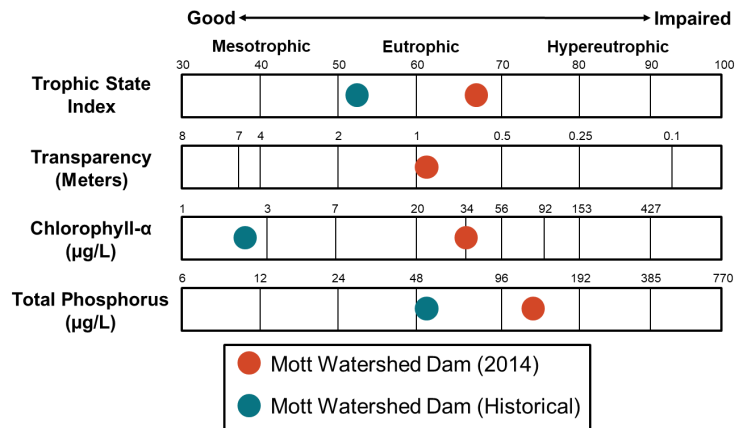 Good Impaired
Mesotrophic Eutrophic Hypereutrophic
30 40 50 60 70 80 90 100
Trophic State
Index
8 7 4 2 1 0.5 0.25 0.1
Transparency
(Meters)
1 3 7 20 34 56 92 153 427
Chlorophyll-α
(μg/L)
6 12 24 48 96 192 385 770
Total Phosphorus
(μg/L)
Mott Watershed Dam (2014)
Mott Watershed Dam (Historical)